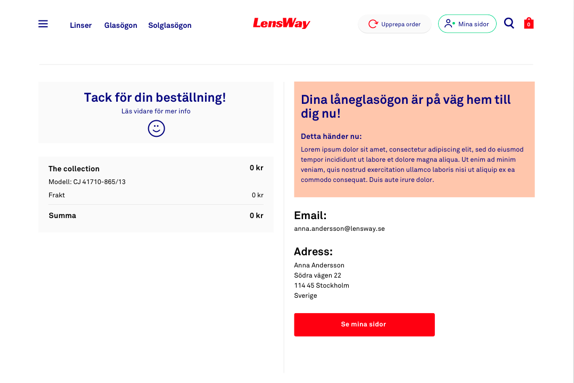 Linser
Glasögon
Solglasögon
LensWay
Upprepa order
Mina sidor
0
Tack för din beställning!
Läs vidare för mer info
The collection
0 kr
Modell: CJ 41710-865/13
Frakt
0 kr
Summa
0 kr
Dina låneglasögon är på väg hem till
dig nu!
Detta händer nu:
Lorem ipsum dolor sit amet, consectetur adipiscing elit, sed do eiusmod
tempor incididunt ut labore et dolore magna aliqua. Ut enim ad minim
veniam, quis nostrud exercitation ullamco laboris nisi ut aliquip ex ea
commodo consequat. Duis aute irure dolor.
Email:
anna.andersson@lensway.se
Adress:
Anna Andersson
Södra vägen 22
114 45 Stockholm
Sverige
Se mina sidor